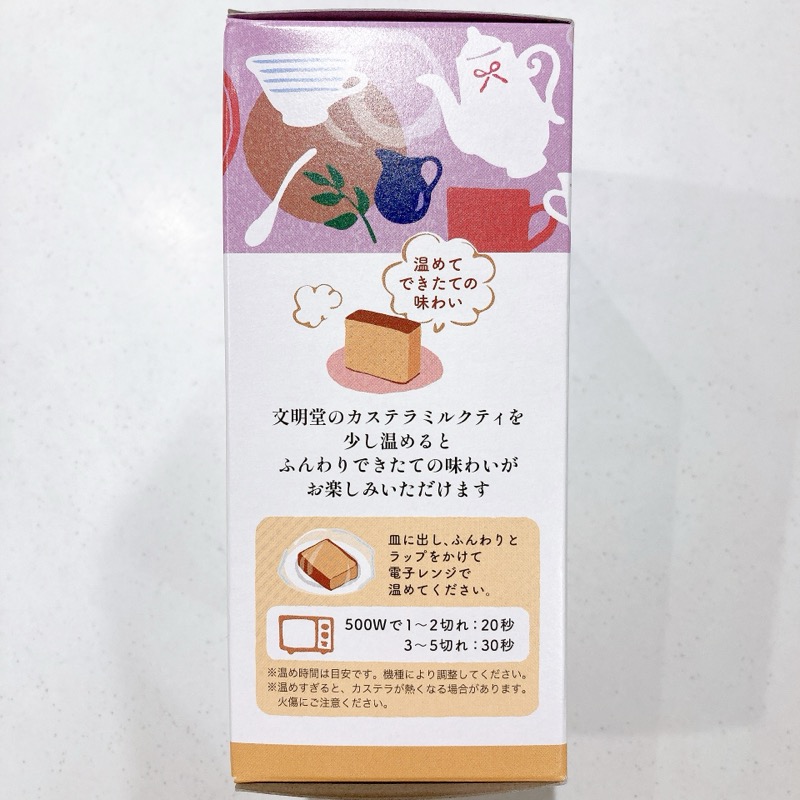 温めて
できたての
味わい
文明堂のカステラミルクティを
少し温めると
ふんわりできたての味わいが
お楽しみいただけます
皿に出し、ふんわりと
ラップをかけて
電子レンジで
温めてください。
500Wで1〜2切れ：20秒
3〜5切れ：30秒
※温め時間は目安です。機種により調整してください。
※温めすぎると、カステラが熱くなる場合があります。
火傷にご注意ください。